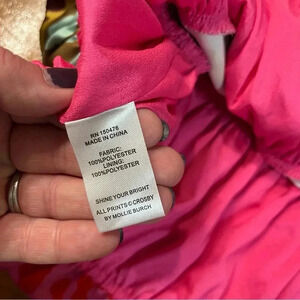 RN 150478
MADE IN CHINA
FABRIC:
100%POLYESTER
LINING:
100%POLYESTER
SHINE YOUR BRIGHT
ALL PRINTS © CROSBY
BY MOLLIE BURCH